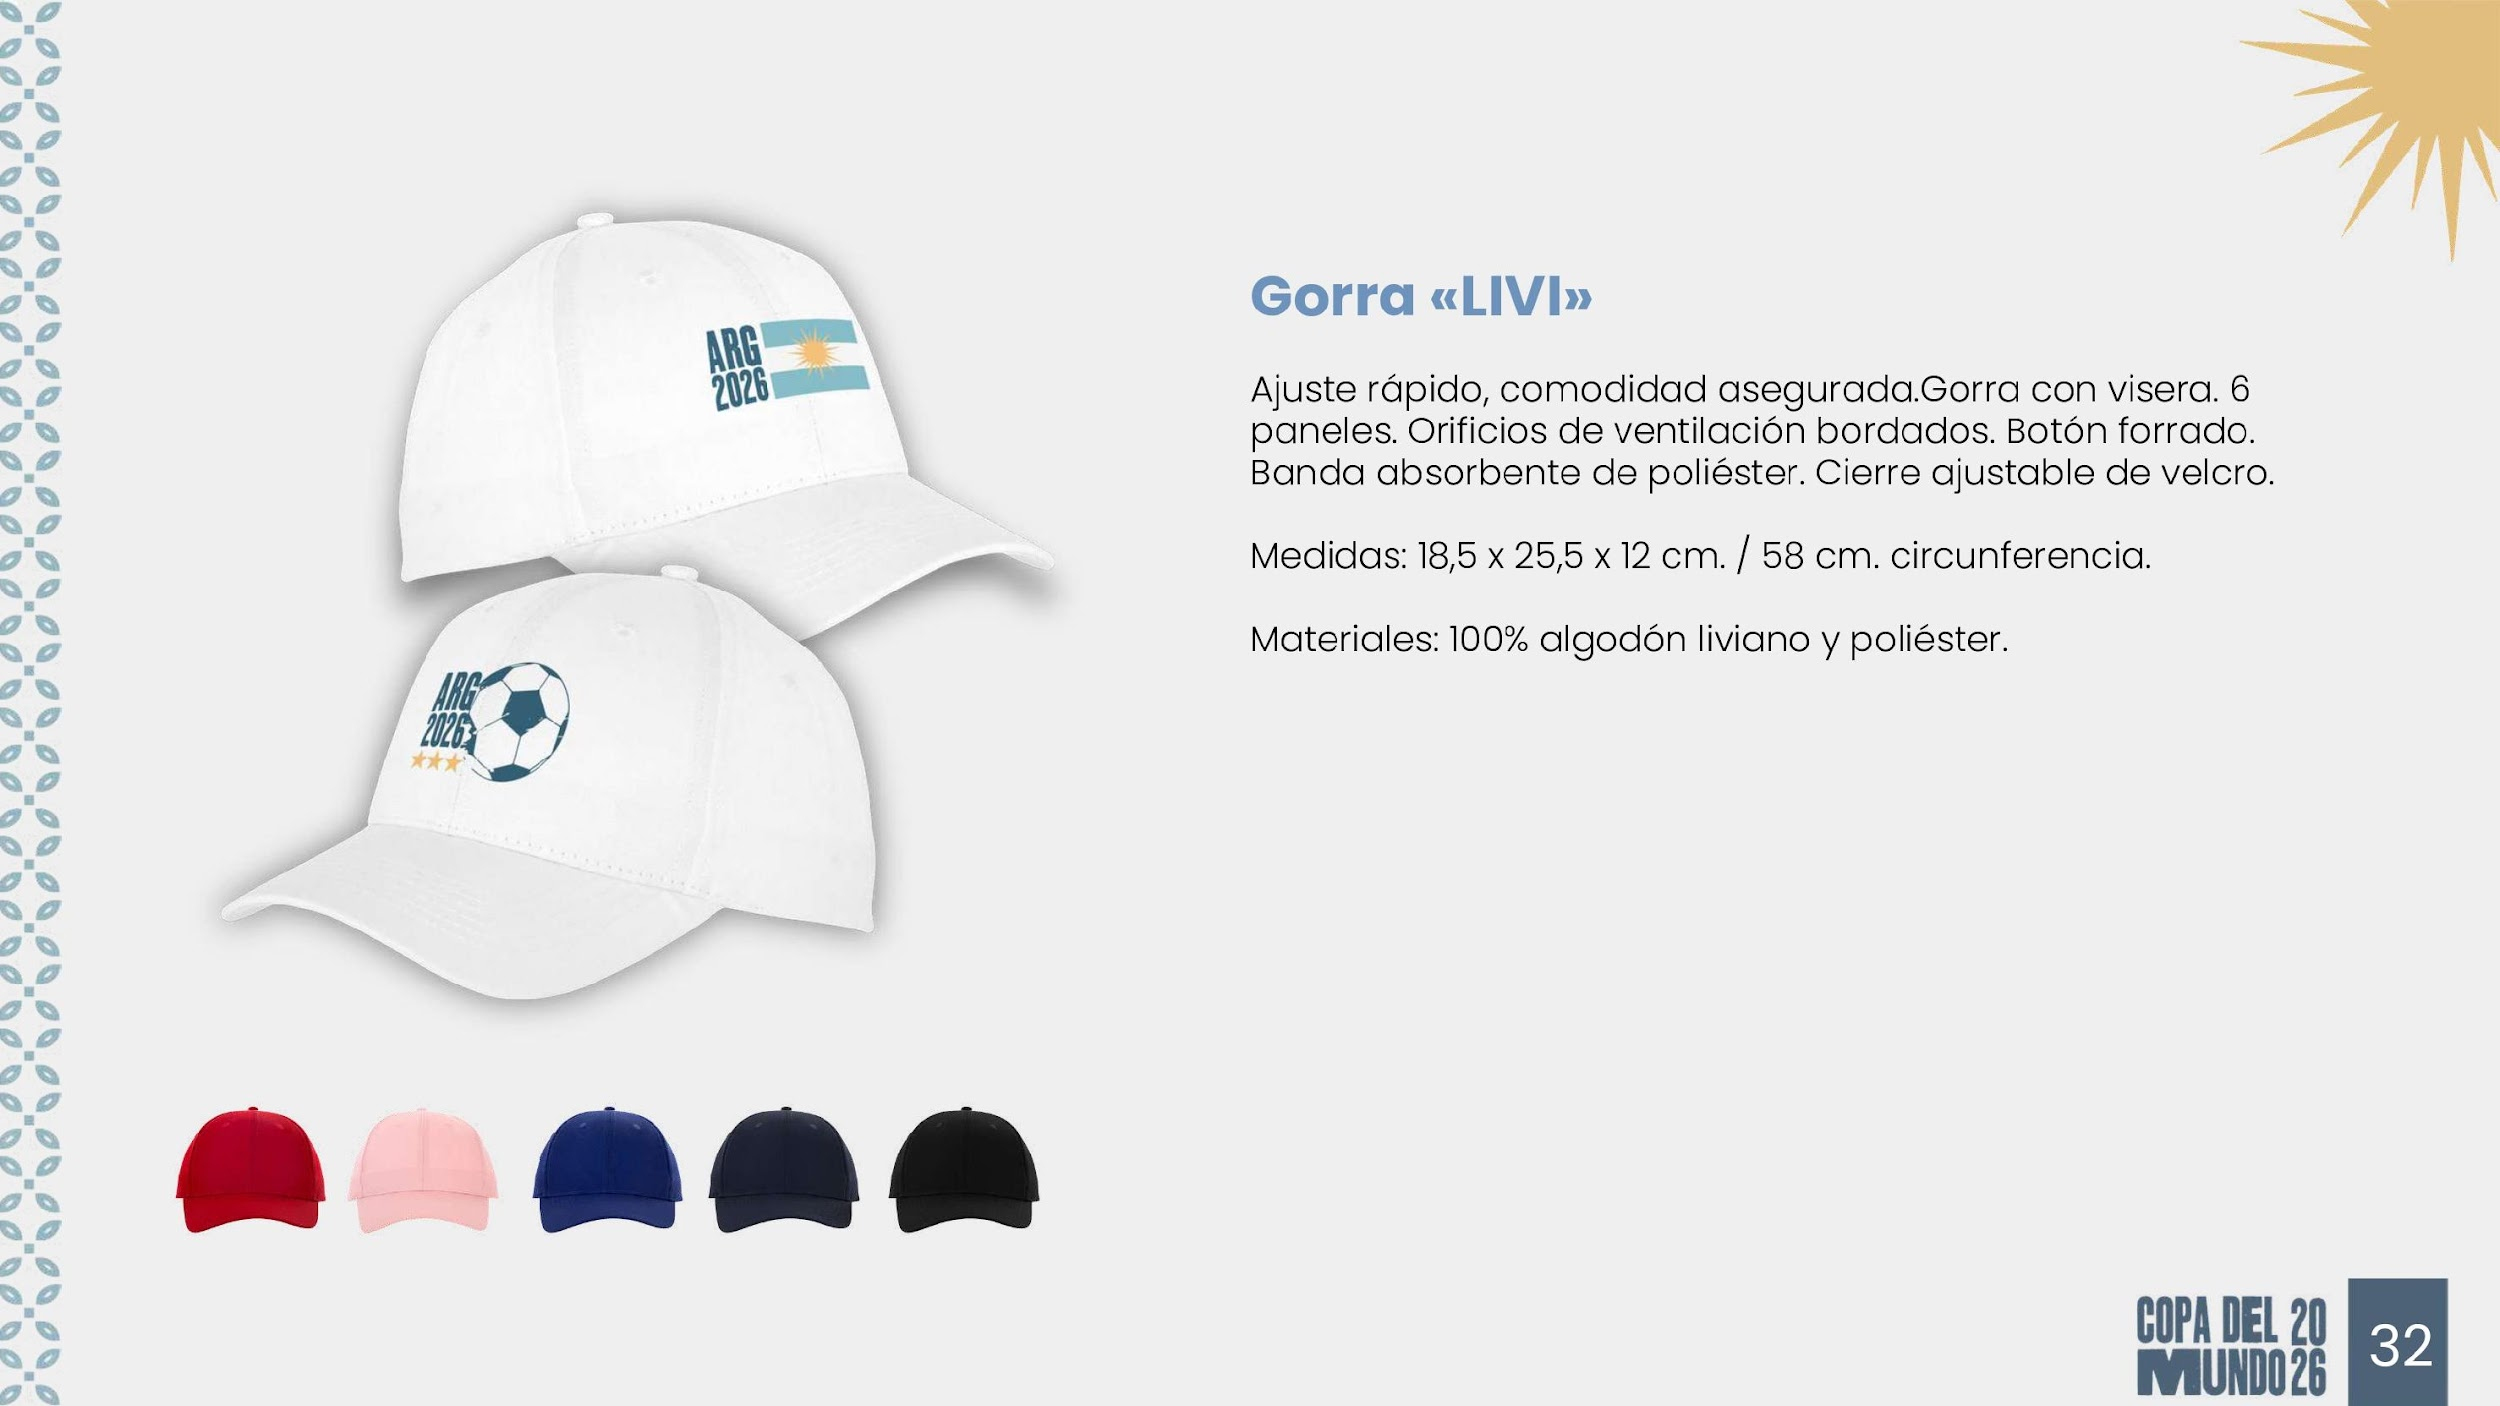 Gorra «LIVI»
Ajuste rápido, comodidad asegurada.Gorra con visera. 6
paneles. Orificios de ventilación bordados. Botón forrado.
Banda absorbente de poliéster. Cierre ajustable de velcro.
Medidas: 18,5 x 25,5 x 12 cm. / 58 cm. circunferencia.
Materiales: 100% algodón liviano y poliéster.
ARG
2026
ARG
2026
COPA DEL 20
MUNDO 26
32